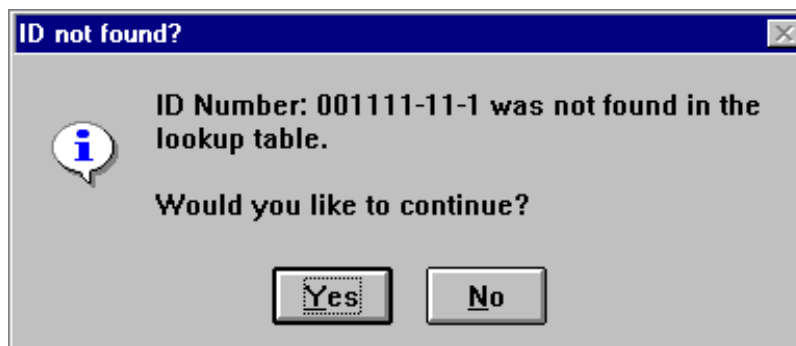 ID not found?
ID Number: 001111-11-1 was not found in the
lookup table.
Would you like to continue?
Yes No